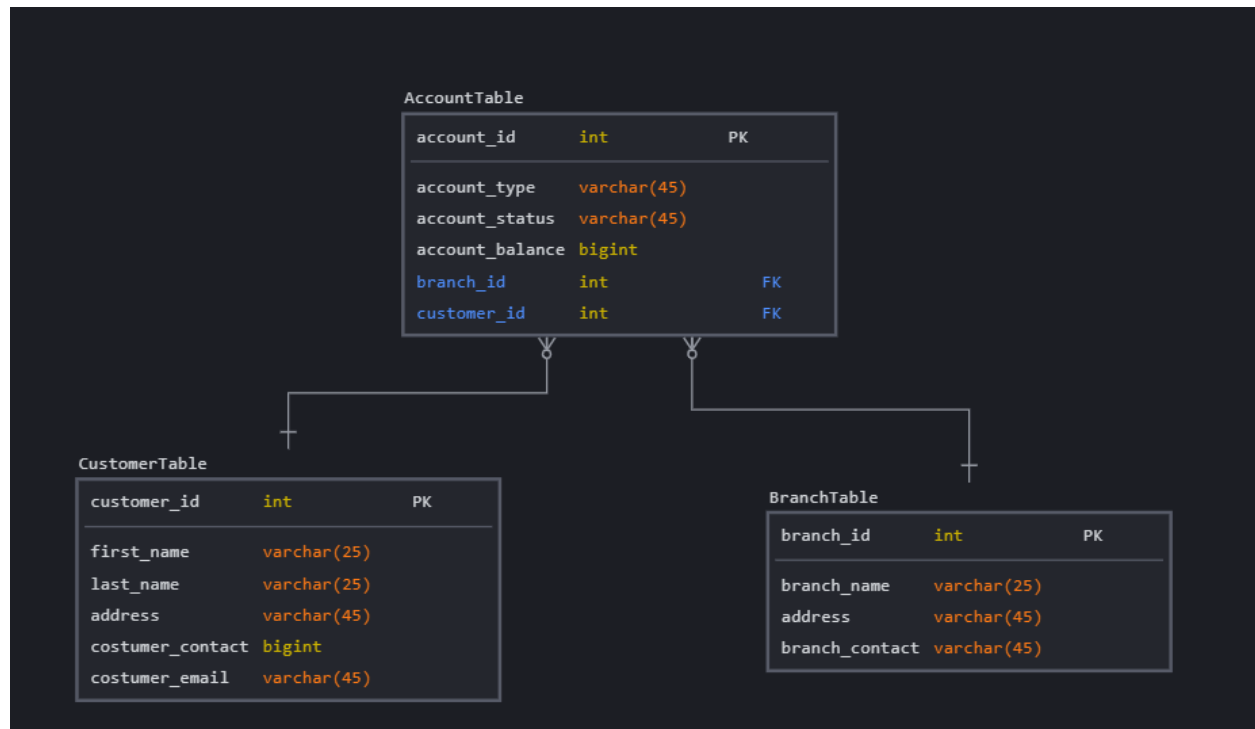 AccountTable
account_id int PK
account_type varchar(45)
account_status varchar(45)
account_balance bigint
branch_id int FK
customer_id int FK
CustomerTable
customer_id int PK
first_name varchar(25)
last_name varchar(25)
address varchar(45)
costumer_contact bigint
costumer_email varchar(45)
BranchTable
branch_id int PK
branch_name varchar(25)
address varchar(45)
branch_contact varchar(45)